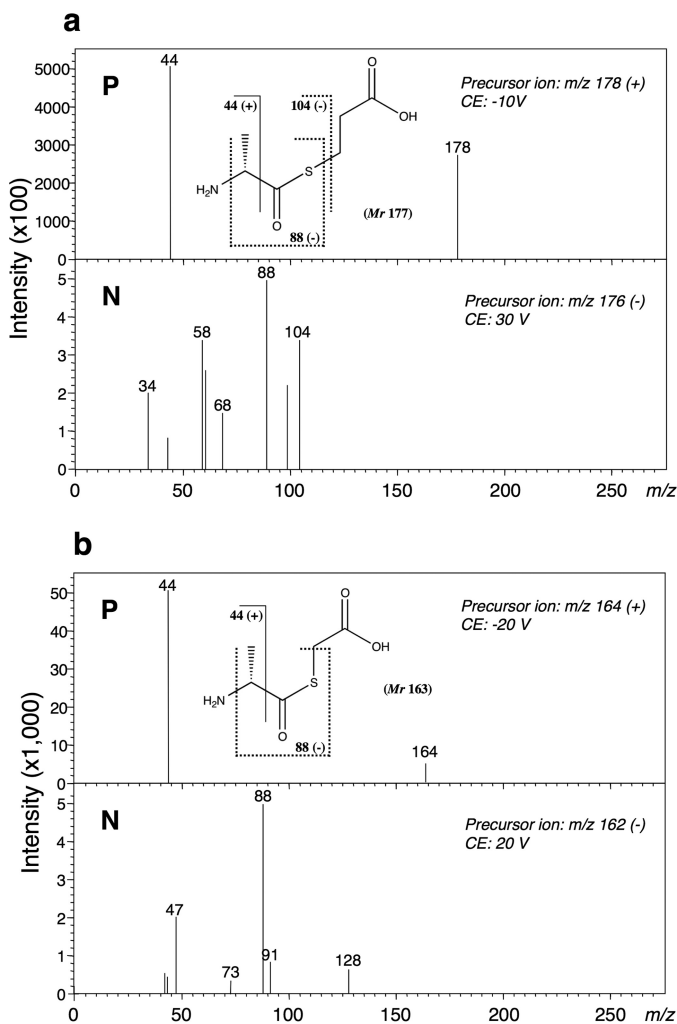 a
P
Precursor ion: m/z 178 (+)
CE: -10V
44
178
44 (+)
104 (-)
O
OH
S
H₂N
O
88 (-)
(Mr 177)
5000
4000
3000
2000
1000
0
Intensity (x100)
N
Precursor ion: m/z 176 (-)
CE: 30 V
88
58
104
34
68
5
4
3
2
1
0
0 50 100 150 200 250 m/z
b
P
Precursor ion: m/z 164 (+)
CE: -20 V
44
164
44 (+)
O
OH
S
H₂N
O
88 (-)
(Mr 163)
50
40
30
20
10
0
Intensity (x1,000)
N
Precursor ion: m/z 162 (-)
CE: 20 V
88
47
91
73
128
5
4
3
2
1
0
0 50 100 150 200 250 m/z